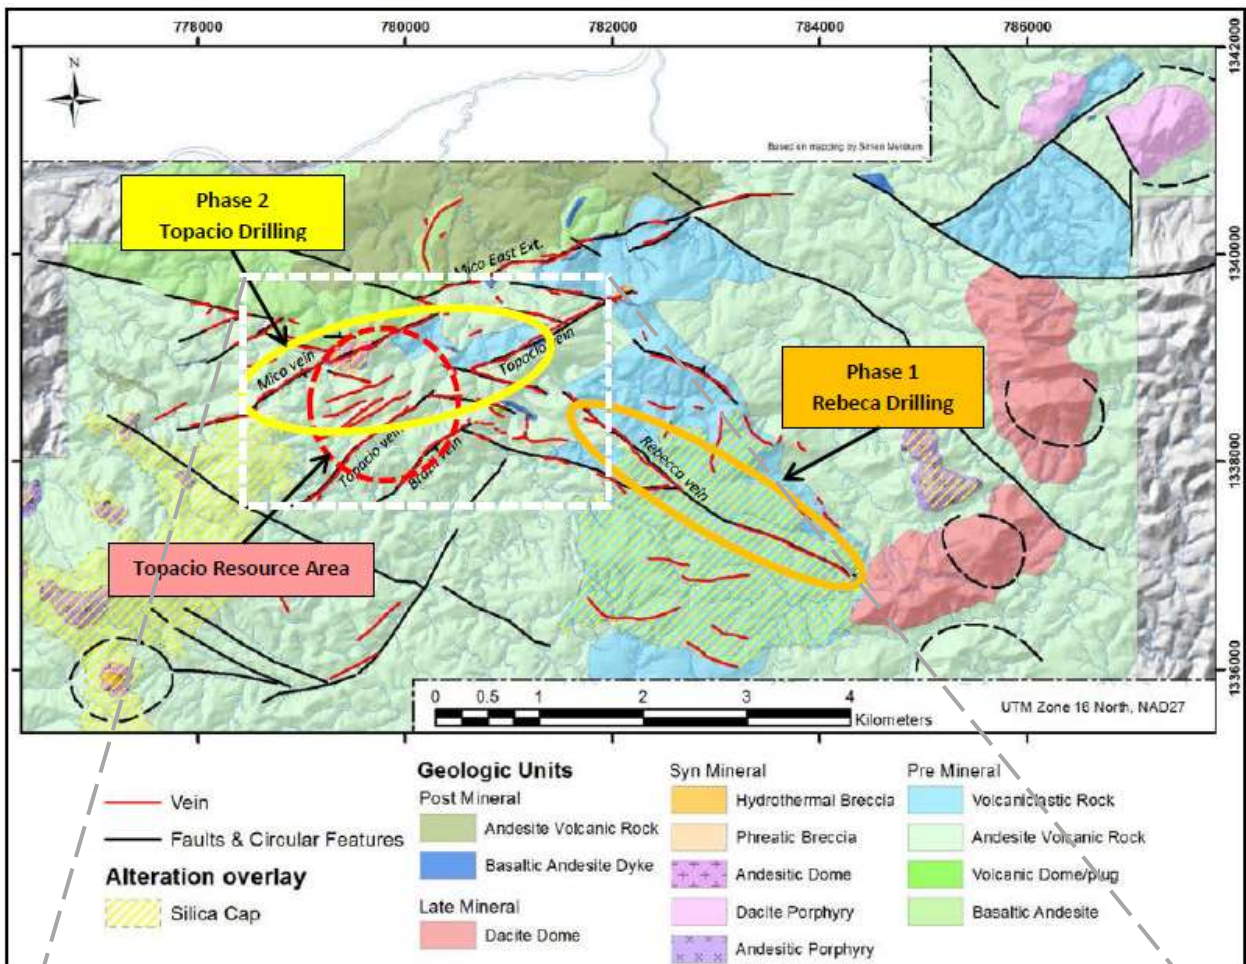 778000 780000 782000 784000 786000
1342000
N
Based on mapping by Simon Meldrum
Phase 2
Topacio Drilling
1340000
Mico East Ext.
Mico vein
Topacio vein
Phase 1
Rebeca Drilling
Rebecca vein
1338000
Topacio vein
Brazil vein
Topacio Resource Area
1336000
0 0.5 1 2 3 4
Kilometers
UTM Zone 16 North, NAD27
Vein
Faults & Circular Features
Alteration overlay
Silica Cap
Geologic Units
Post Mineral
Andesite Volcanic Rock
Basaltic Andesite Dyke
Late Mineral
Dacite Dome
Syn Mineral
Hydrothermal Breccia
Phreatic Breccia
Andesitic Dome
Dacite Porphyry
Andesitic Porphyry
Pre Mineral
Volcaniclastic Rock
Andesite Volcanic Rock
Volcanic Dome/plug
Basaltic Andesite